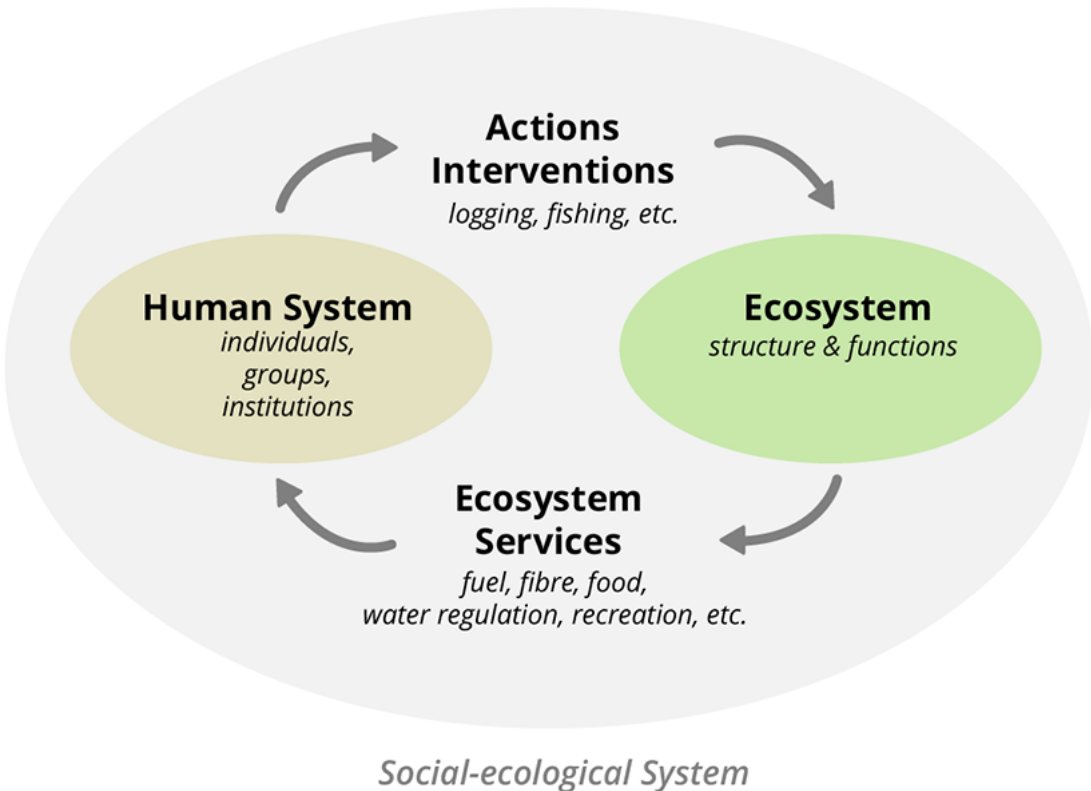 Actions
Interventions
logging, fishing, etc.
Human System
individuals,
groups,
institutions
Ecosystem
structure & functions
Ecosystem
Services
fuel, fibre, food,
water regulation, recreation, etc.
Social-ecological System